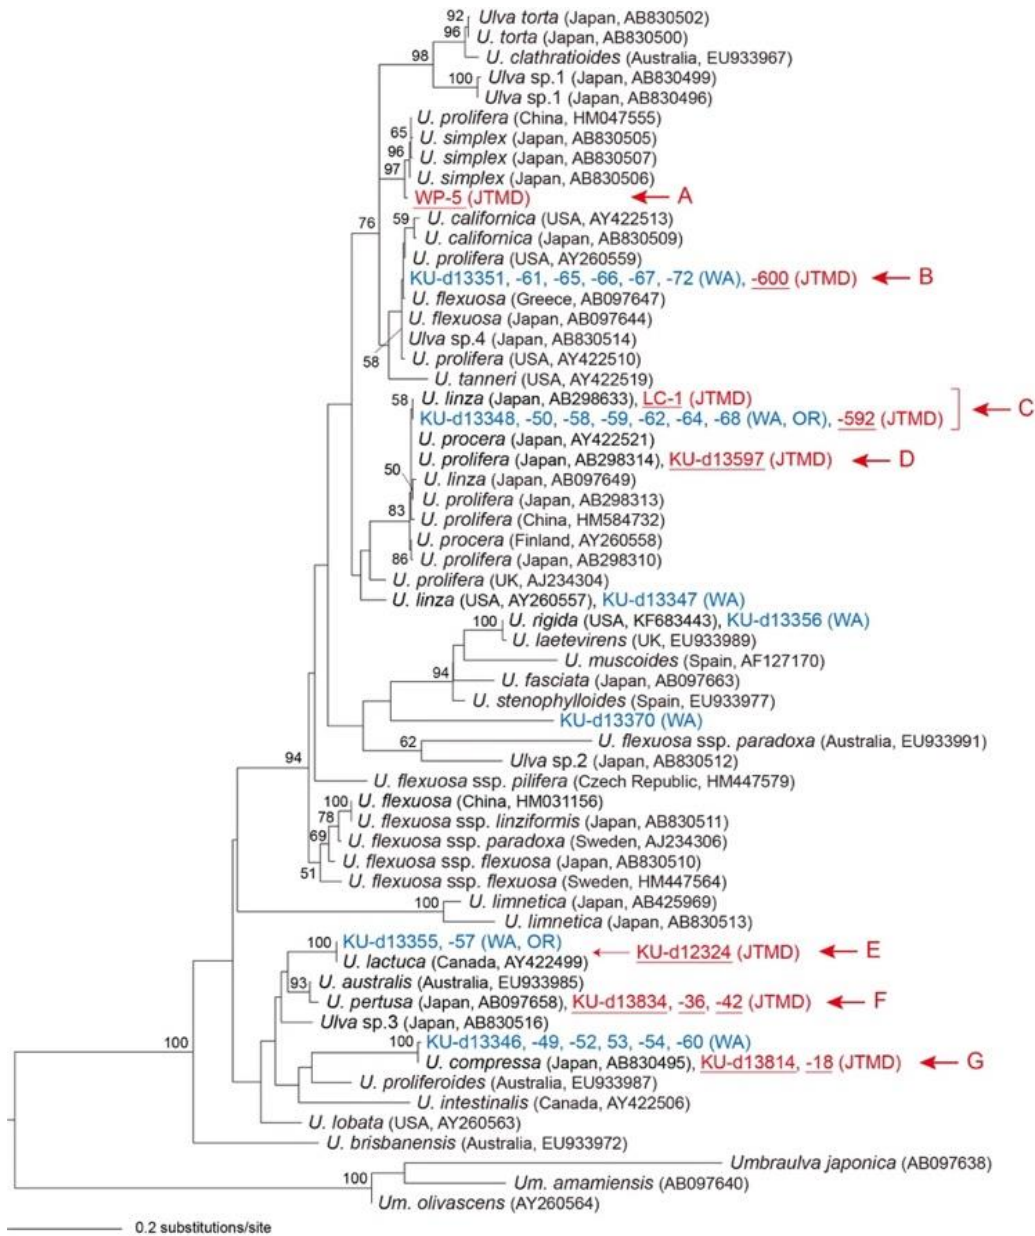 92 Ulva torta (Japan, AB830502)
96 U. torta (Japan, AB830500)
98 U. clathratioides (Australia, EU933967)
100 Ulva sp.1 (Japan, AB830499)
Ulva sp.1 (Japan, AB830496)
U. prolifera (China, HM047555)
65 U. simplex (Japan, AB830505)
96 U. simplex (Japan, AB830507)
97 U. simplex (Japan, AB830506)
WP-5 (JTMD) A
76 59 U. californica (USA, AY422513)
U. californica (Japan, AB830509)
U. prolifera (USA, AY260559)
KU-d13351, -61, -65, -66, -67, -72 (WA), -600 (JTMD) B
U. flexuosa (Greece, AB097647)
U. flexuosa (Japan, AB097644)
Ulva sp.4 (Japan, AB830514)
58 U. prolifera (USA, AY422510)
U. tanneri (USA, AY422519)
58 U. linza (Japan, AB298633), LC-1 (JTMD)
KU-d13348, -50, -58, -59, -62, -64, -68 (WA, OR), -592 (JTMD) C
U. procera (Japan, AY422521)
U. prolifera (Japan, AB298314), KU-d13597 (JTMD) D
50 U. linza (Japan, AB097649)
U. prolifera (Japan, AB298313)
83 U. prolifera (China, HM584732)
U. procera (Finland, AY260558)
86 U. prolifera (Japan, AB298310)
U. prolifera (UK, AJ234304)
U. linza (USA, AY260557), KU-d13347 (WA)
100 U. rigida (USA, KF683443), KU-d13356 (WA)
U. laetevirens (UK, EU933989)
U. muscoides (Spain, AF127170)
94 U. fasciata (Japan, AB097663)
U. stenophylloides (Spain, EU933977)
KU-d13370 (WA)
62 U. flexuosa ssp. paradoxa (Australia, EU933991)
Ulva sp.2 (Japan, AB830512)
94 U. flexuosa ssp. pilifera (Czech Republic, HM447579)
100 U. flexuosa (China, HM031156)
78 U. flexuosa ssp. linziformis (Japan, AB830511)
69 U. flexuosa ssp. paradoxa (Sweden, AJ234306)
U. flexuosa ssp. flexuosa (Japan, AB830510)
51 U. flexuosa ssp. flexuosa (Sweden, HM447564)
100 U. limnetica (Japan, AB425969)
U. limnetica (Japan, AB830513)
100 KU-d13355, -57 (WA, OR)
U. lactuca (Canada, AY422499) KU-d12324 (JTMD) E
U. australis (Australia, EU933985)
93 U. pertusa (Japan, AB097658), KU-d13834, -36, -42 (JTMD) F
Ulva sp.3 (Japan, AB830516)
100 100 KU-d13346, -49, -52, 53, -54, -60 (WA)
U. compressa (Japan, AB830495), KU-d13814, -18 (JTMD) G
U. proliferoides (Australia, EU933987)
U. intestinalis (Canada, AY422506)
U. lobata (USA, AY260563)
U. brisbanensis (Australia, EU933972)
Umbraulva japonica (AB097638)
100 Um. amamiensis (AB097640)
Um. olivascens (AY260564)
0.2 substitutions/site